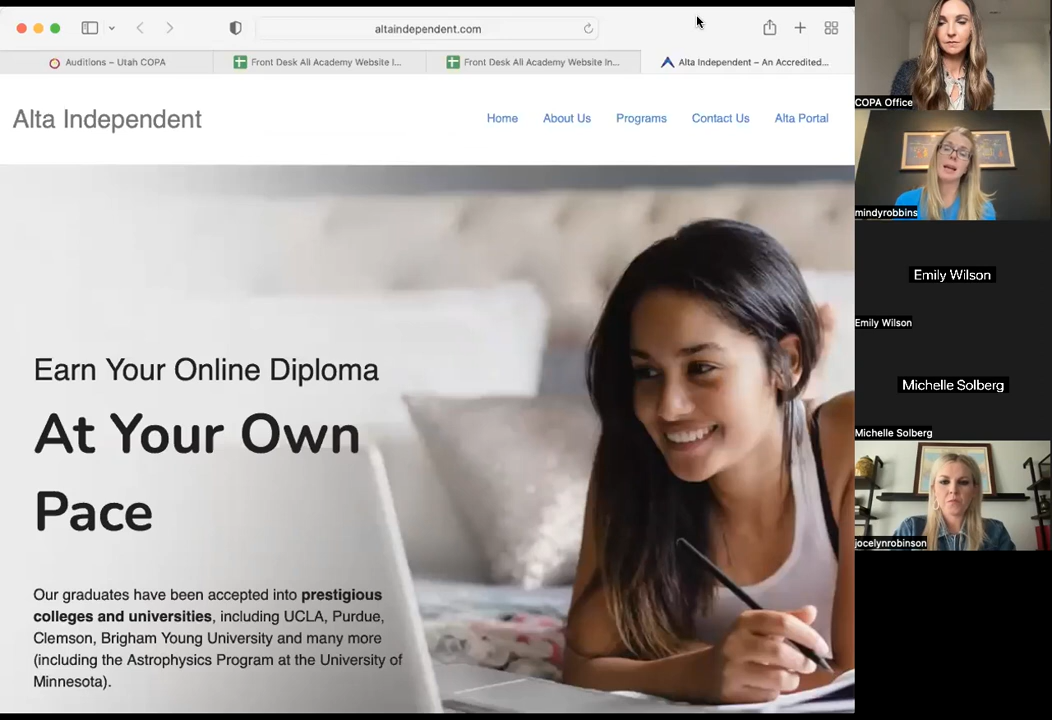 altaindependent.com
Auditions – Utah COPA
Front Desk All Academy Website I...
Front Desk All Academy Website In...
Alta Independent – An Accredited...
Alta Independent
Home
About Us
Programs
Contact Us
Alta Portal
Earn Your Online Diploma
At Your Own
Pace
Our graduates have been accepted into prestigious
colleges and universities, including UCLA, Purdue,
Clemson, Brigham Young University and many more
(including the Astrophysics Program at the University of
Minnesota).
COPA Office
mindyrobbins
Emily Wilson
Emily Wilson
Michelle Solberg
Michelle Solberg
jocelynrobinson